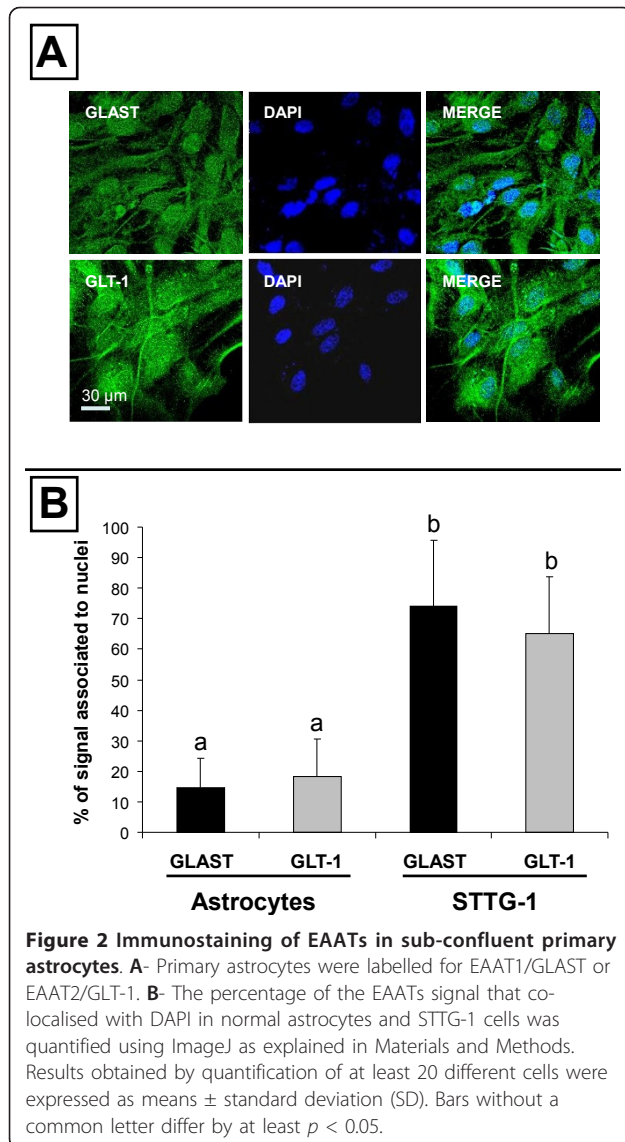 A
GLAST
DAPI
MERGE
GLT-1
DAPI
MERGE
30 µm
B
% of signal associated to nuclei
100
90
80
70
60
50
40
30
20
10
0
a
a
b
b
GLAST
GLT-1
GLAST
GLT-1
Astrocytes
STTG-1
Figure 2 Immunostaining of EAATs in sub-confluent primary
astrocytes. A- Primary astrocytes were labelled for EAAT1/GLAST or
EAAT2/GLT-1. B- The percentage of the EAATs signal that co-
localised with DAPI in normal astrocytes and STTG-1 cells was
quantified using ImageJ as explained in Materials and Methods.
Results obtained by quantification of at least 20 different cells were
expressed as means ± standard deviation (SD). Bars without a
common letter differ by at least p < 0.05.